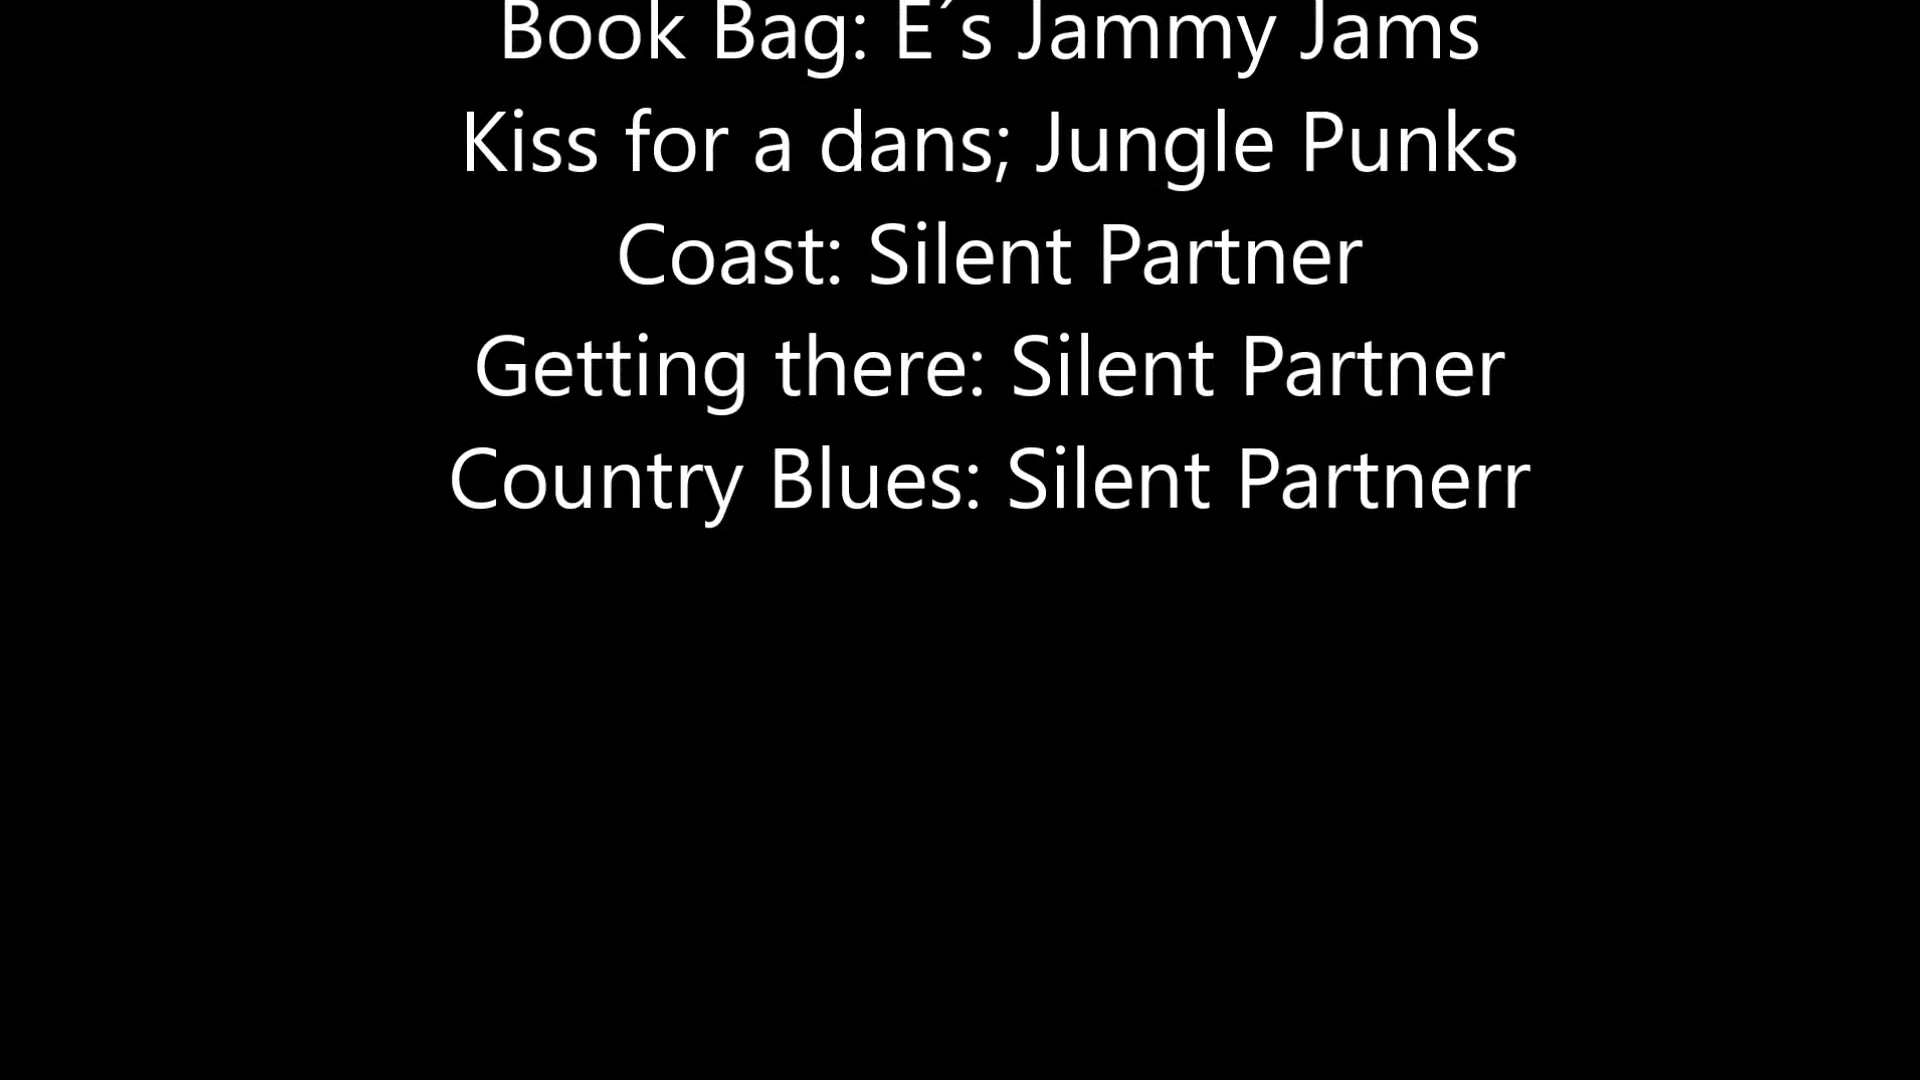 Book Bag: E´s Jammy Jams
Kiss for a dans; Jungle Punks
Coast: Silent Partner
Getting there: Silent Partner
Country Blues: Silent Partnerr